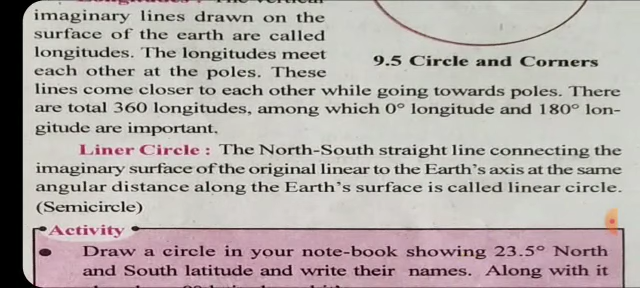 Longitudes : The vertical
imaginary lines drawn on the
surface of the earth are called
longitudes. The longitudes meet
each other at the poles. These
9.5 Circle and Corners
lines come closer to each other while going towards poles. There
are total 360 longitudes, among which 0° longitude and 180° lon-
gitude are important.
Liner Circle : The North-South straight line connecting the
imaginary surface of the original linear to the Earth's axis at the same
angular distance along the Earth's surface is called linear circle.
(Semicircle)
Activity
● Draw a circle in your note-book showing 23.5° North
and South latitude and write their names. Along with it